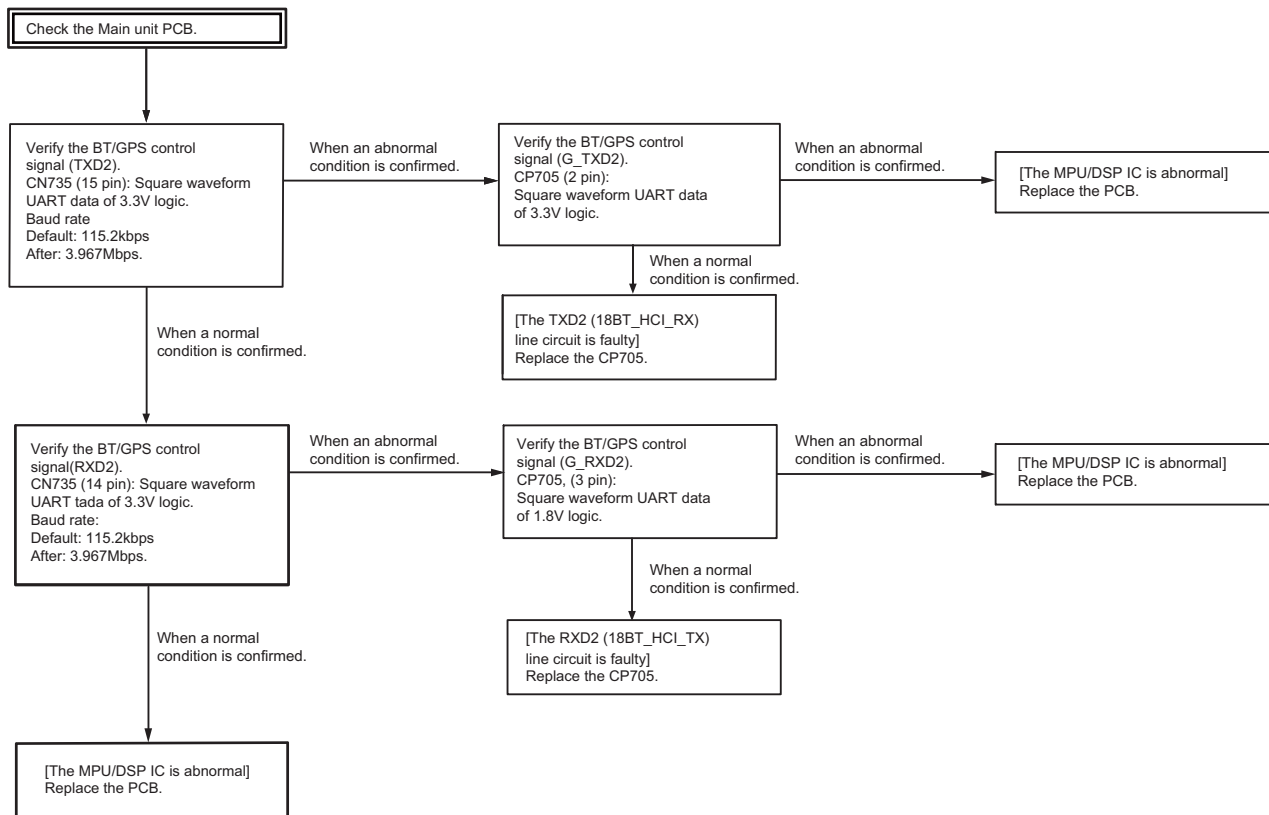 Check the Main unit PCB.
Verify the BT/GPS control
signal (TXD2).
CN735 (15 pin): Square waveform
UART data of 3.3V logic.
Baud rate
Default: 115.2kbps
After: 3.967Mbps.
When an abnormal
condition is confirmed.
Verify the BT/GPS control
signal (G_TXD2).
CP705 (2 pin):
Square waveform UART data
of 3.3V logic.
When an abnormal
condition is confirmed.
[The MPU/DSP IC is abnormal]
Replace the PCB.
When a normal
condition is confirmed.
[The TXD2 (18BT_HCI_RX)
line circuit is faulty]
Replace the CP705.
When a normal
condition is confirmed.
Verify the BT/GPS control
signal(RXD2).
CN735 (14 pin): Square waveform
UART tada of 3.3V logic.
Baud rate:
Default: 115.2kbps
After: 3.967Mbps.
When an abnormal
condition is confirmed.
Verify the BT/GPS control
signal (G_RXD2).
CP705, (3 pin):
Square waveform UART data
of 1.8V logic.
When an abnormal
condition is confirmed.
[The MPU/DSP IC is abnormal]
Replace the PCB.
When a normal
condition is confirmed.
[The RXD2 (18BT_HCI_TX)
line circuit is faulty]
Replace the CP705.
When a normal
condition is confirmed.
[The MPU/DSP IC is abnormal]
Replace the PCB.